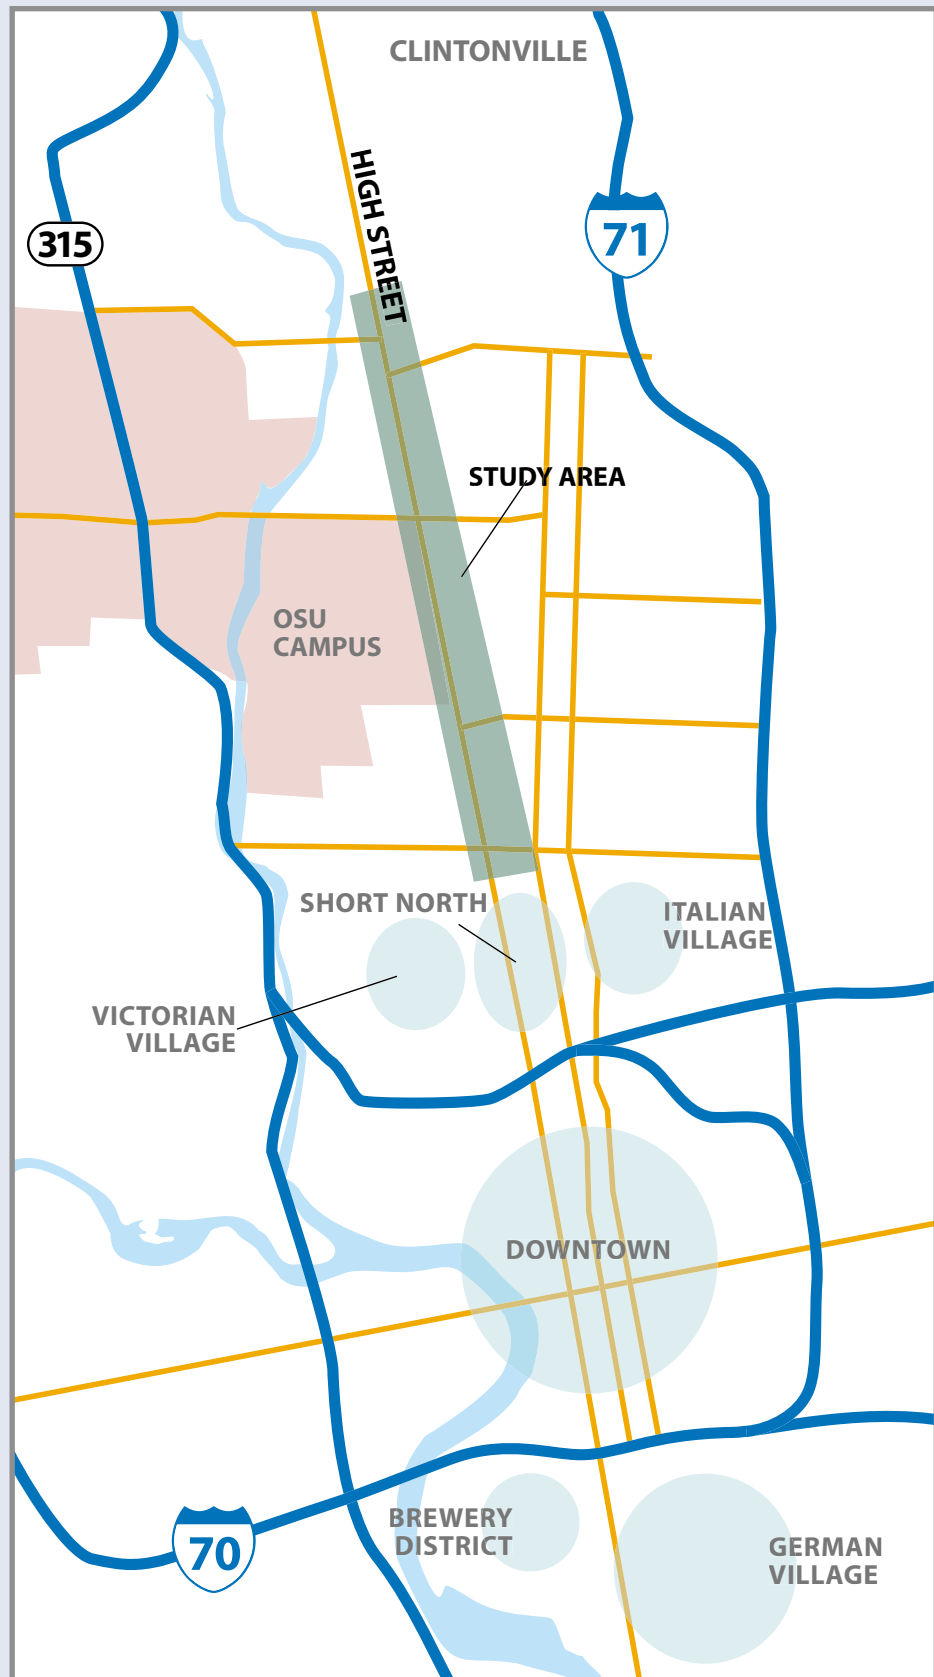 CLINTONVILLE
HIGH STREET
71
315
STUDY AREA
OSU
CAMPUS
SHORT NORTH
ITALIAN
VILLAGE
VICTORIAN
VILLAGE
DOWNTOWN
BREWERY
DISTRICT
70
GERMAN
VILLAGE